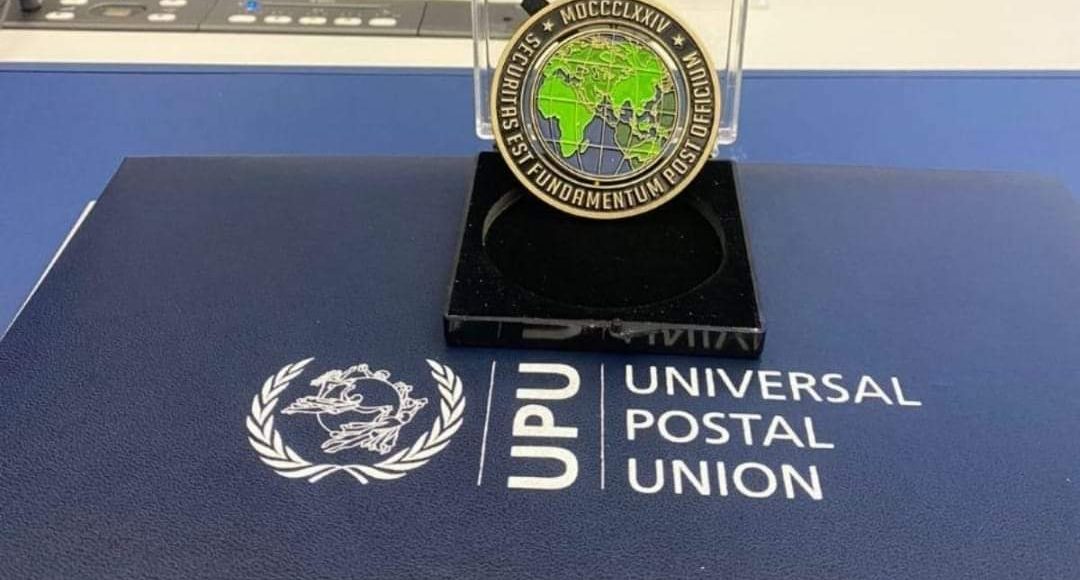 MDCCCLXXIV
SECURITAS EST FUNDAMENTUM POST OFFICIUM
UPU
UNIVERSAL
POSTAL
UNION